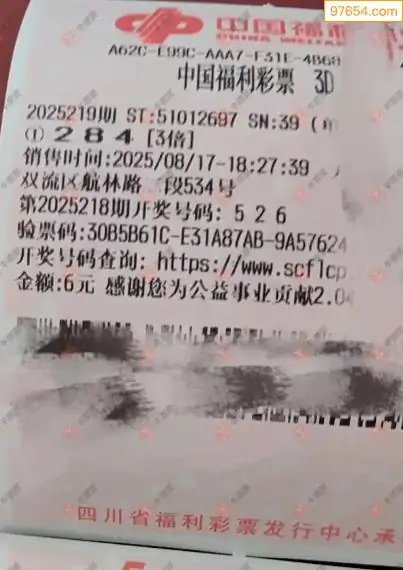 97654.com
中国福利
CHINA WELFARE
A62C-E99C-AAA7-F31E-4B68
中国福利彩票 3D
2025219期 ST:51012697 SN:39
① 284 [3倍]
销售时间:2025/08/17-18:27:39
双流区航林路二段534号
第2025218期开奖号码: 5 2 6
验票码:30B5B61C-E31A87AB-9A57624
开奖号码查询: https://www.scflcp
金额:6元 感谢您为公益事业贡献2.04
四川省福利彩票发行中心承